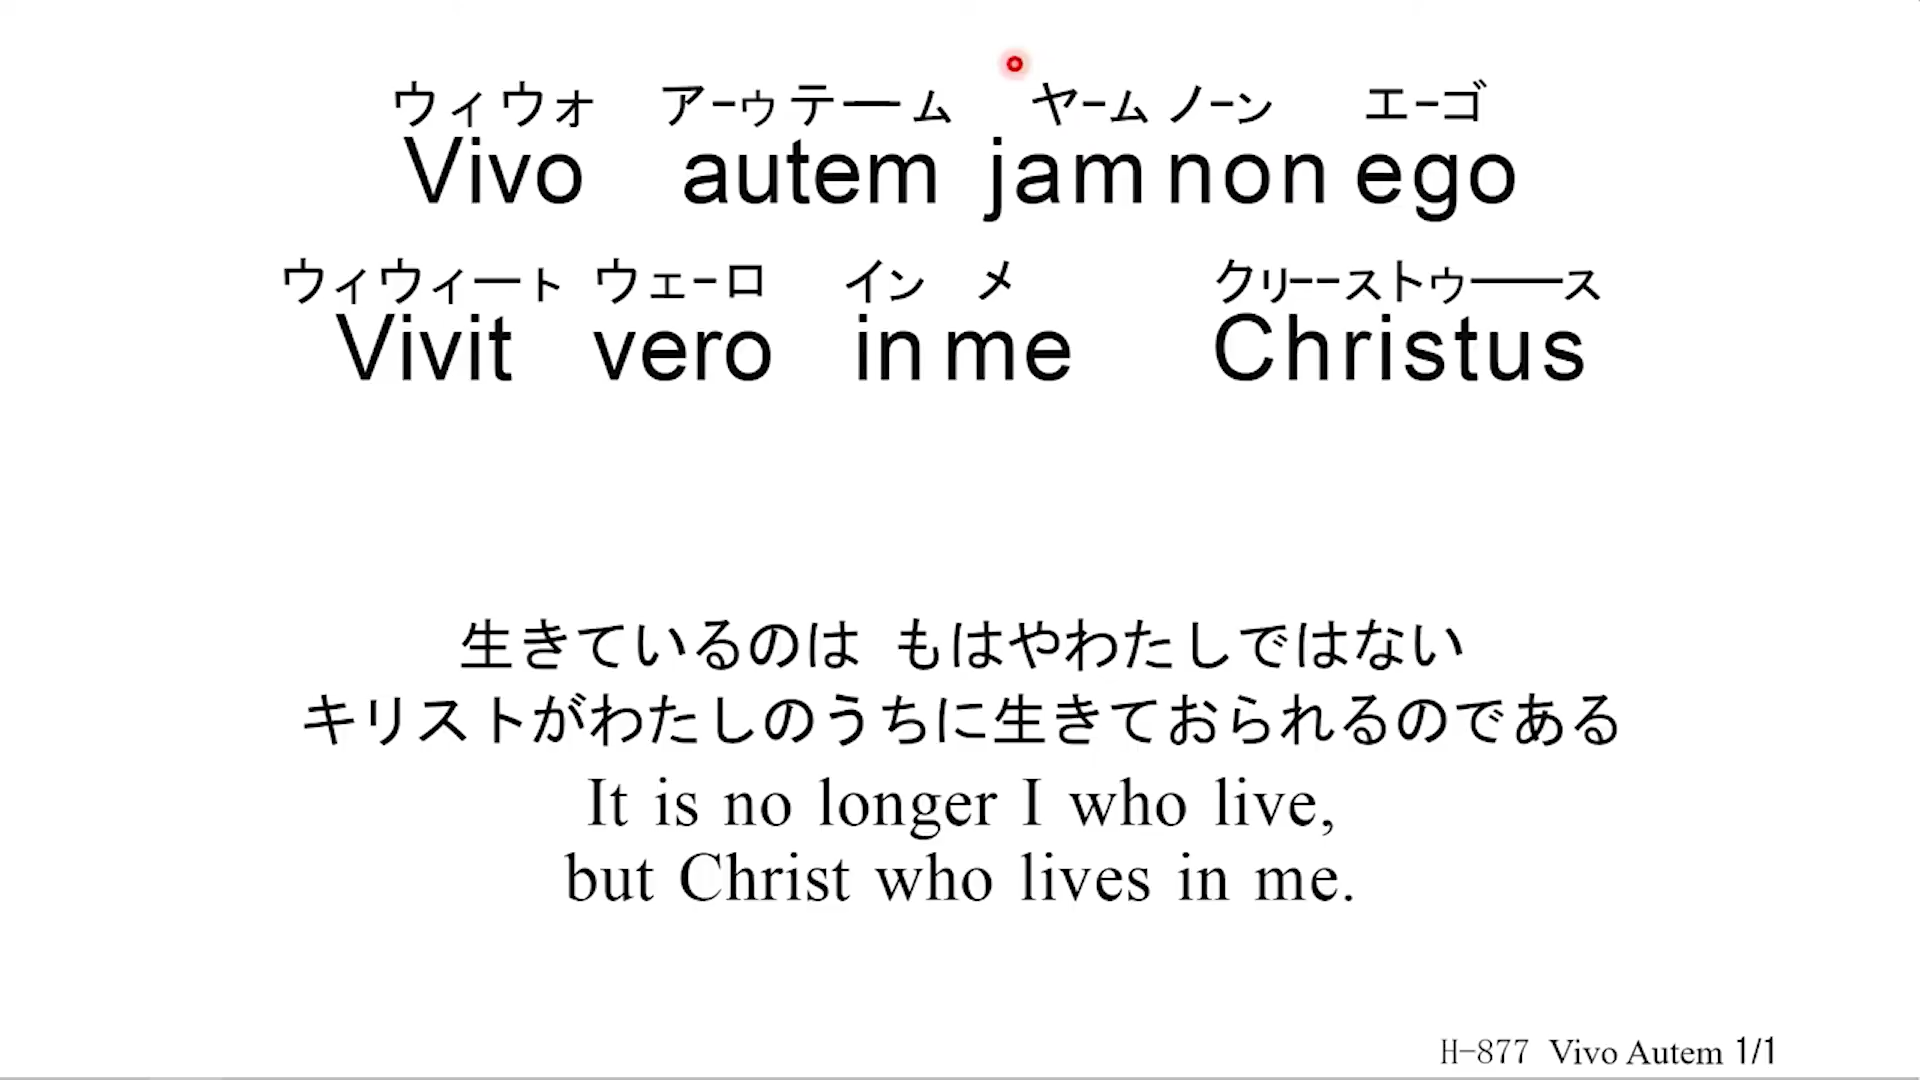 ウィウォ アーゥテーム ヤームノーン エーゴ
Vivo autem jam non ego
ウィウィート ウェーロ イン メ クリーーストゥーース
Vivit vero in me Christus
生きているのは もはやわたしではない
キリストがわたしのうちに生きておられるのである
It is no longer I who live,
but Christ who lives in me.
H-877 Vivo Autem 1/1